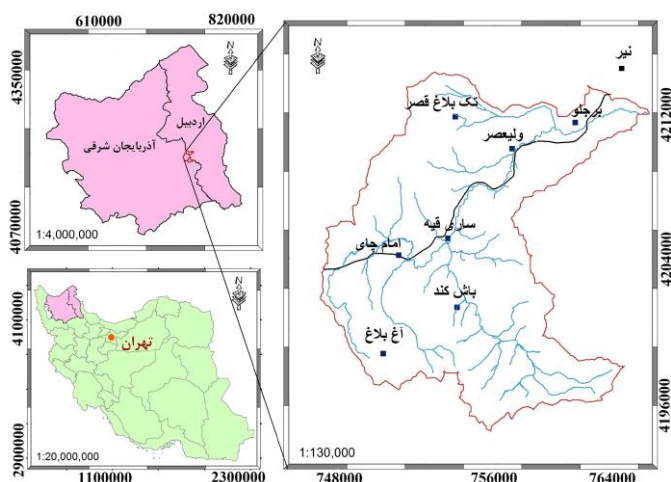 610000
820000
4350000
4070000
N
اردبیل
آذربایجان شرقی
1:4,000,000
4100000
2900000
N
تهران
1:20,000,000
1100000
2300000
N
نیر
تک بلاغ قصر
برجلو
ولیعصر
ساری قیه
امام چای
باش کند
آغ بلاغ
4212000
4204000
4196000
1:130,000
748000
756000
764000